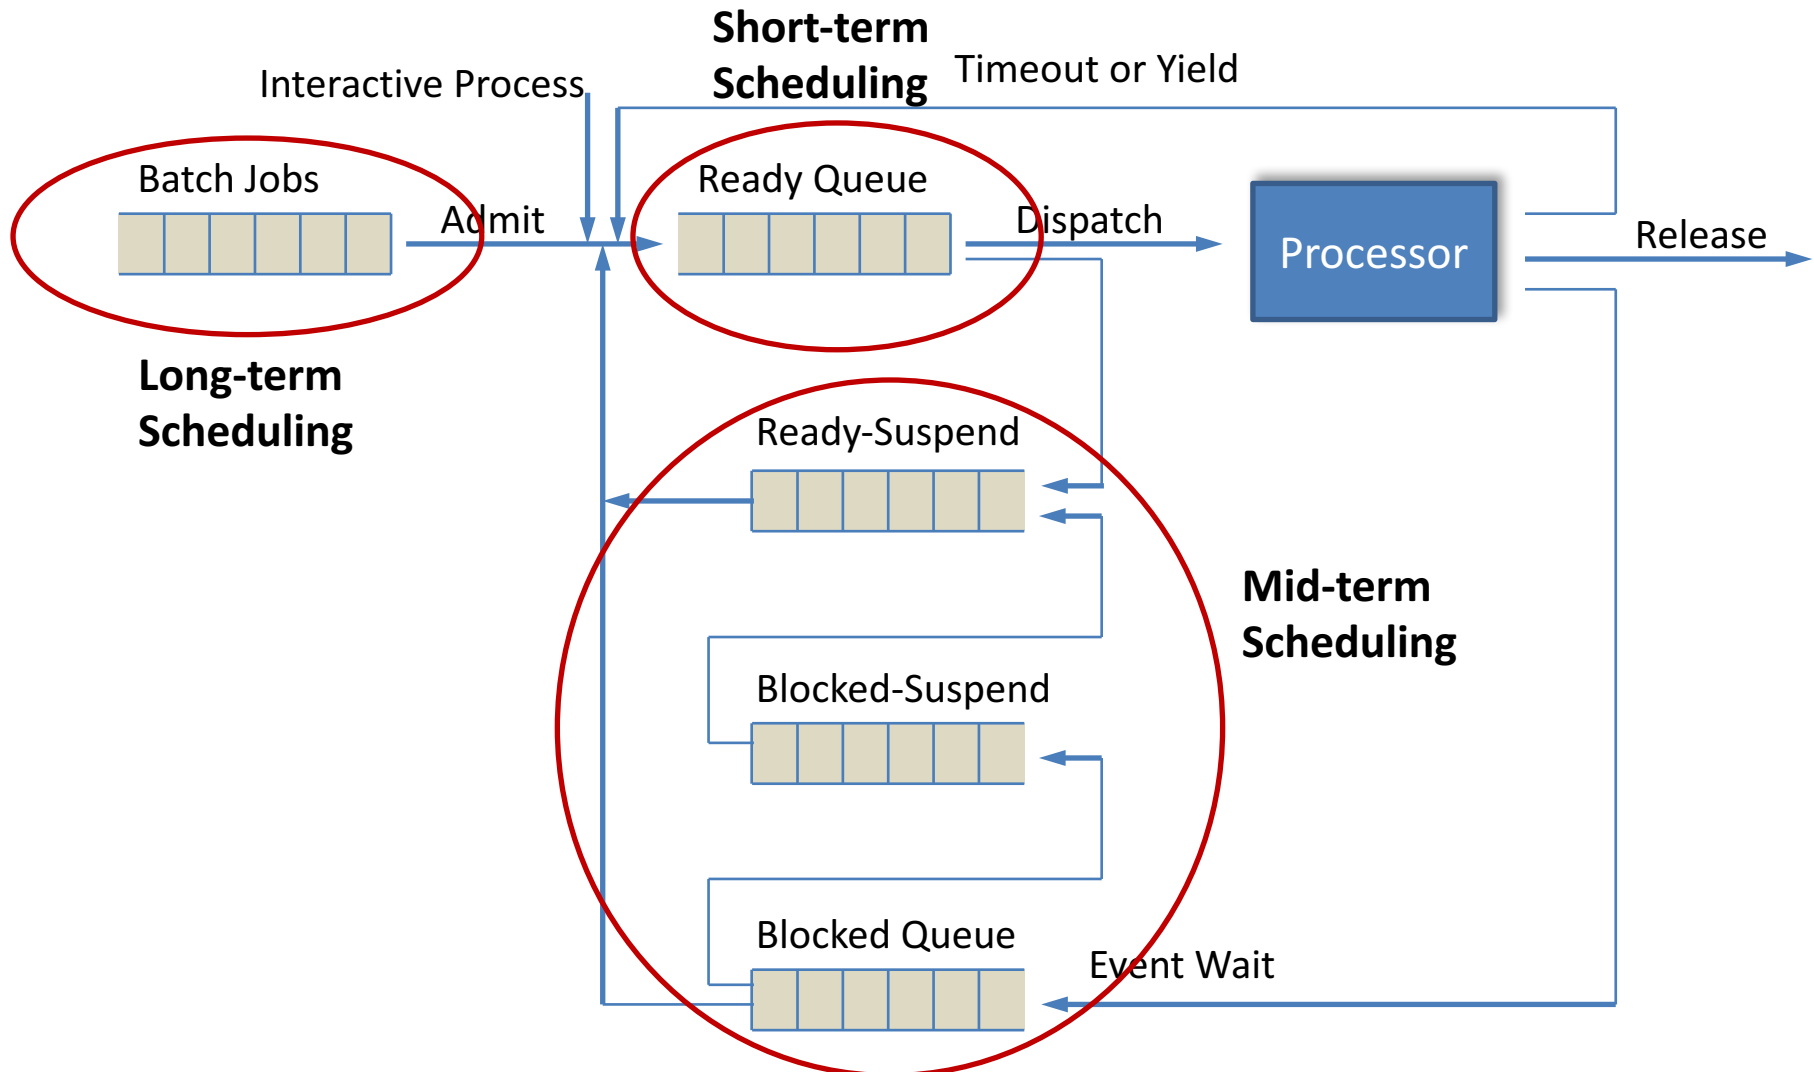 Short-term
Scheduling
Timeout or Yield
Interactive Process
Batch Jobs
Ready Queue
Admit
Dispatch
Processor
Release
Long-term
Scheduling
Ready-Suspend
Mid-term
Scheduling
Blocked-Suspend
Blocked Queue
Event Wait